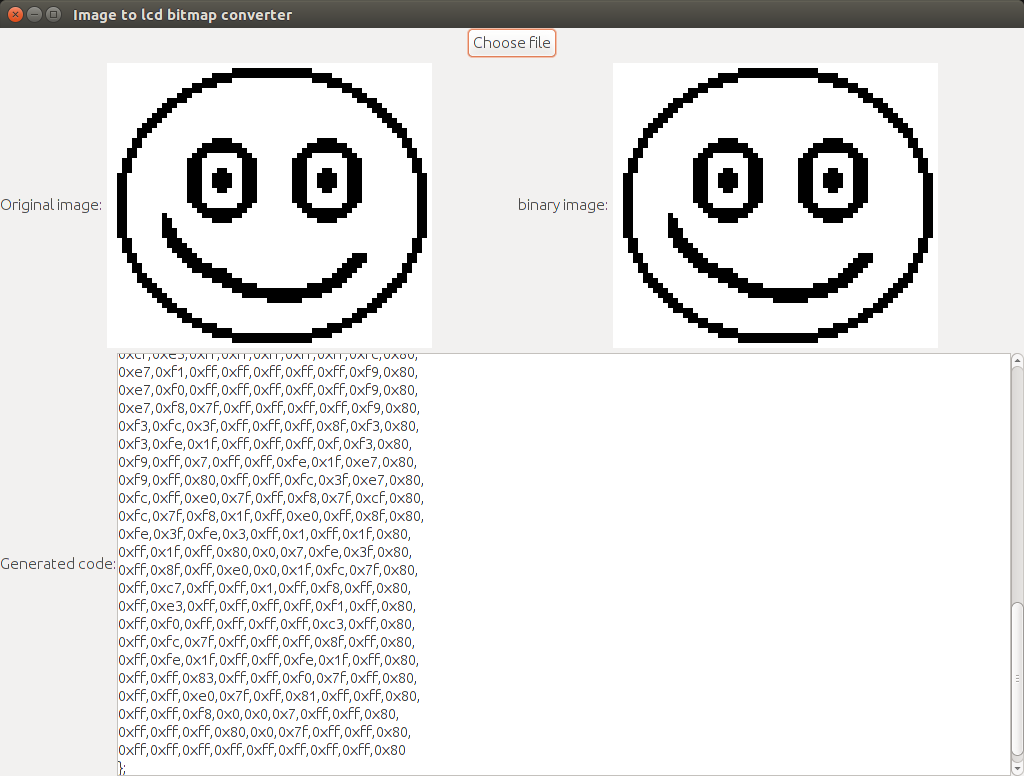 Image to lcd bitmap converter
Choose file
Original image:
binary image:
Generated code:
0xcf,0xe3,0xff,0xff,0xff,0xff,0xff,0xfc,0x80,
0xe7,0xf1,0xff,0xff,0xff,0xff,0xff,0xf9,0x80,
0xe7,0xf0,0xff,0xff,0xff,0xff,0xff,0xf9,0x80,
0xe7,0xf8,0x7f,0xff,0xff,0xff,0xff,0xf9,0x80,
0xf3,0xfc,0x3f,0xff,0xff,0xff,0x8f,0xf3,0x80,
0xf3,0xfe,0x1f,0xff,0xff,0xff,0xf,0xf3,0x80,
0xf9,0xff,0x7,0xff,0xff,0xfe,0x1f,0xe7,0x80,
0xf9,0xff,0x80,0xff,0xff,0xfc,0x3f,0xe7,0x80,
0xfc,0xff,0xe0,0x7f,0xff,0xf8,0x7f,0xcf,0x80,
0xfc,0x7f,0xf8,0x1f,0xff,0xe0,0xff,0x8f,0x80,
0xfe,0x3f,0xfe,0x3,0xff,0x1,0xff,0x1f,0x80,
0xff,0x1f,0xff,0x80,0x0,0x7,0xfe,0x3f,0x80,
0xff,0x8f,0xff,0xe0,0x0,0x1f,0xfc,0x7f,0x80,
0xff,0xc7,0xff,0xff,0x1,0xff,0xf8,0xff,0x80,
0xff,0xe3,0xff,0xff,0xff,0xff,0xf1,0xff,0x80,
0xff,0xf0,0xff,0xff,0xff,0xff,0xc3,0xff,0x80,
0xff,0xfc,0x7f,0xff,0xff,0xff,0x8f,0xff,0x80,
0xff,0xfe,0x1f,0xff,0xff,0xfe,0x1f,0xff,0x80,
0xff,0xff,0x83,0xff,0xff,0xf0,0x7f,0xff,0x80,
0xff,0xff,0xe0,0x7f,0xff,0x81,0xff,0xff,0x80,
0xff,0xff,0xf8,0x0,0x0,0x7,0xff,0xff,0x80,
0xff,0xff,0xff,0x80,0x0,0x7f,0xff,0xff,0x80,
0xff,0xff,0xff,0xff,0xff,0xff,0xff,0xff,0x80
};